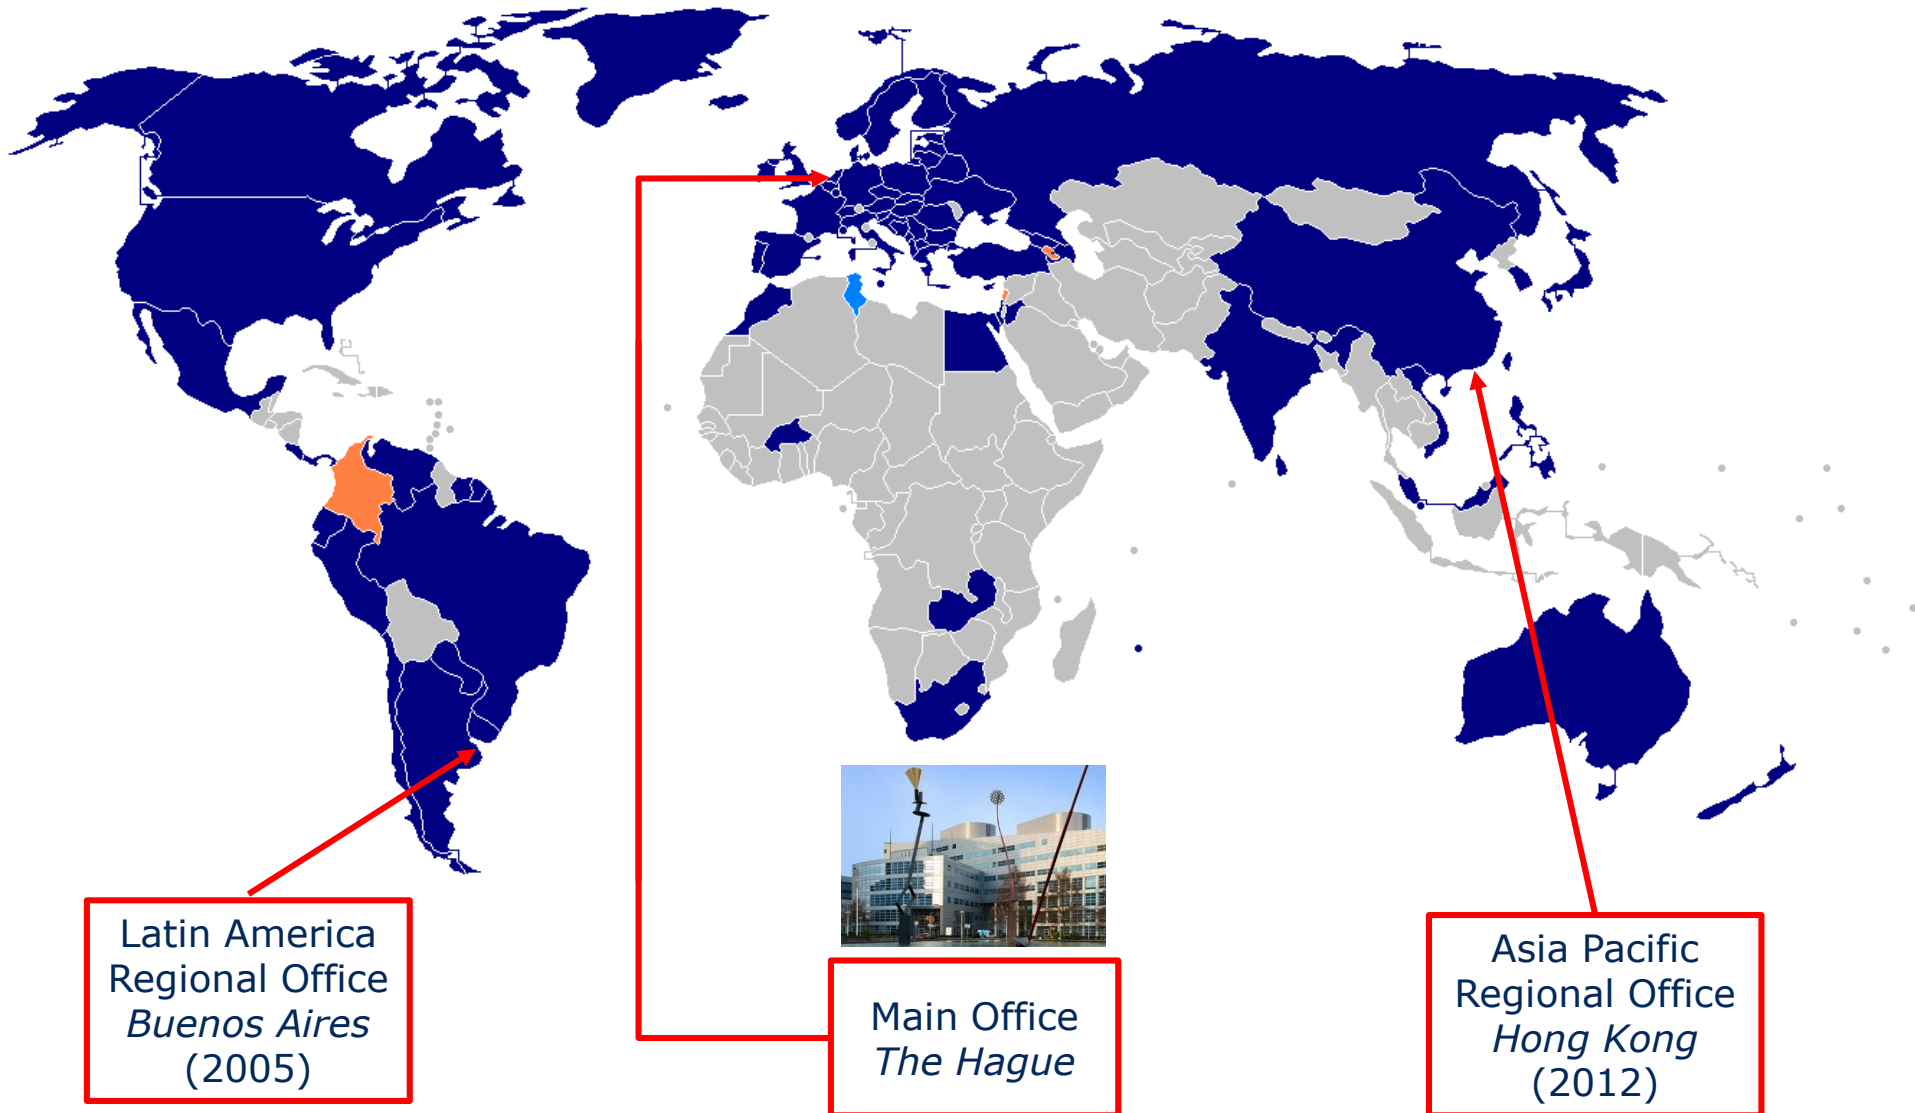 Latin America
Regional Office
Buenos Aires
(2005)
Main Office
The Hague
Asia Pacific
Regional Office
Hong Kong
(2012)